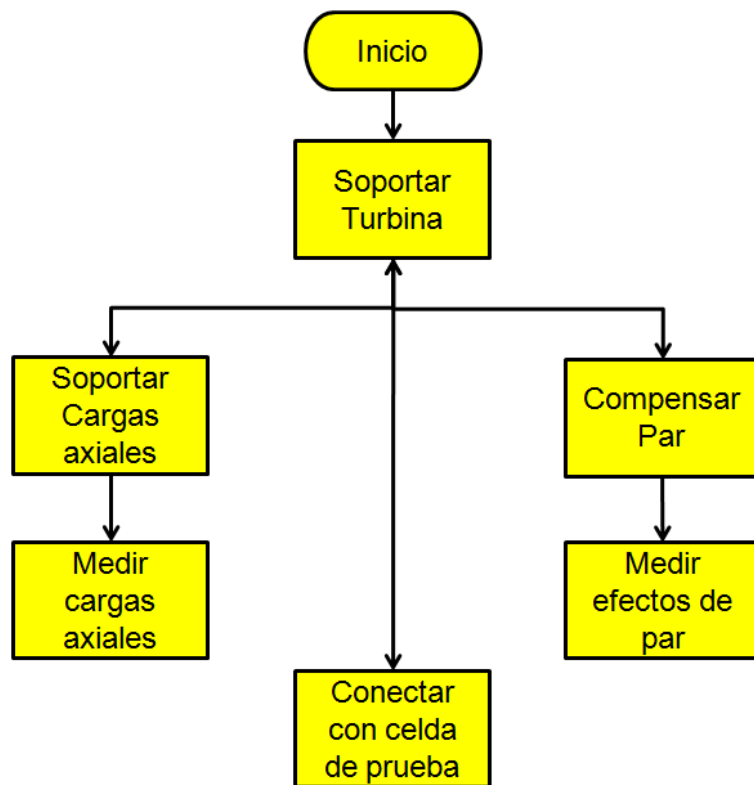 Inicio
Soportar
Turbina
Soportar
Cargas
axiales
Compensar
Par
Medir
cargas
axiales
Medir
efectos de
par
Conectar
con celda
de prueba